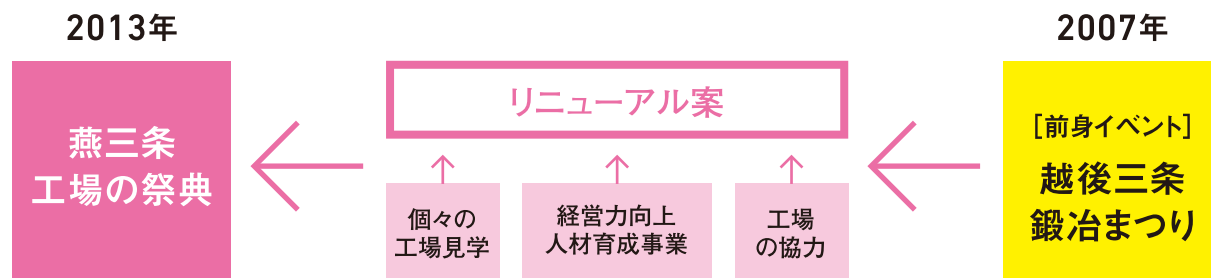 2013年
燕三条
工場の祭典
リニューアル案
個々の
工場見学
経営力向上
人材育成事業
工場
の協力
2007年
［前身イベント］
越後三条
鍛冶まつり